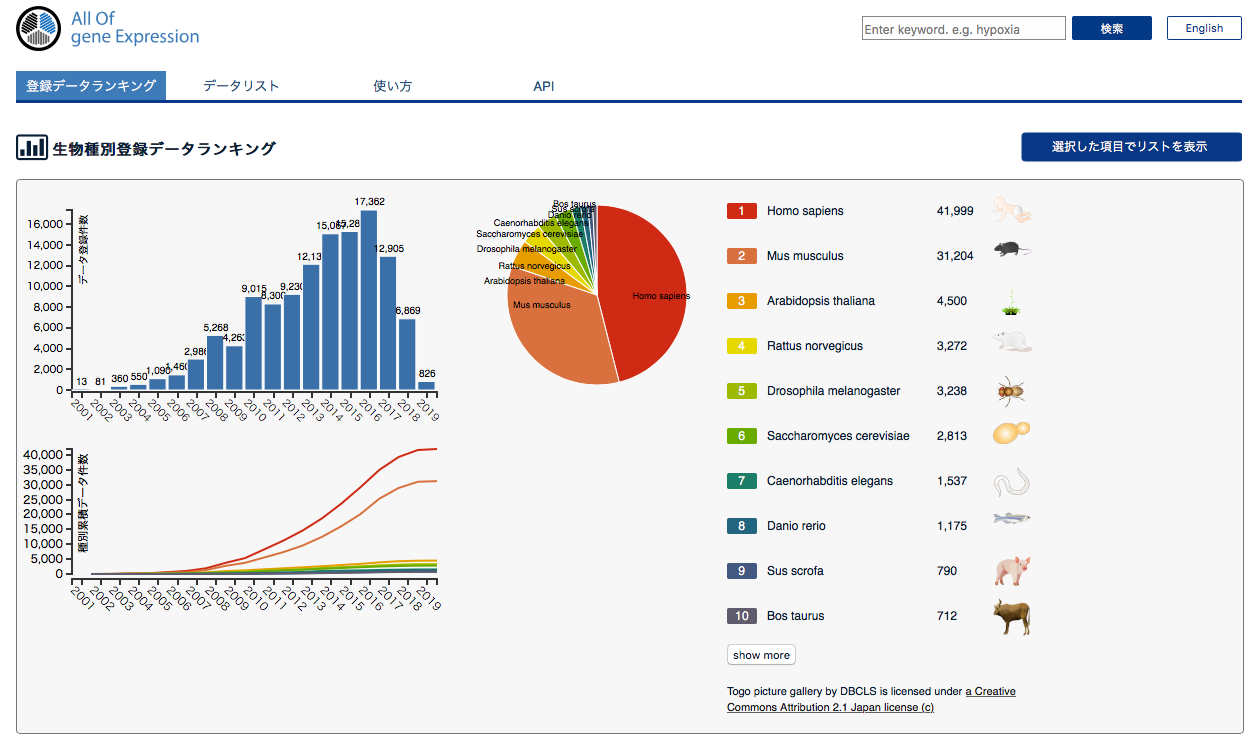 All Of
gene Expression
Enter keyword. e.g. hypoxia
検索
English
登録データランキング
データリスト
使い方
API
生物種別登録データランキング
選択した項目でリストを表示
データ登録件数
16,000
14,000
12,000
10,000
8,000
6,000
4,000
2,000
0
13
81
360
550
1,090
1,460
2,986
5,268
4,263
9,015
8,300
9,230
12,13
15,28
17,362
12,905
6,869
826
2001
2002
2003
2004
2005
2006
2007
2008
2009
2010
2011
2012
2013
2014
2015
2016
2017
2018
2019
種別累積データ件数
40,000
35,000
30,000
25,000
20,000
15,000
10,000
5,000
0
2001
2002
2003
2004
2005
2006
2007
2008
2009
2010
2011
2012
2013
2014
2015
2016
2017
2018
2019
Bos taurus
Sus scrofa
Danio rerio
Caenorhabditis elegans
Saccharomyces cerevisiae
Drosophila melanogaster
Rattus norvegicus
Arabidopsis thaliana
Mus musculus
Homo sapiens
1 Homo sapiens 41,999
2 Mus musculus 31,204
3 Arabidopsis thaliana 4,500
4 Rattus norvegicus 3,272
5 Drosophila melanogaster 3,238
6 Saccharomyces cerevisiae 2,813
7 Caenorhabditis elegans 1,537
8 Danio rerio 1,175
9 Sus scrofa 790
10 Bos taurus 712
show more
Togo picture gallery by DBCLS is licensed under a Creative
Commons Attribution 2.1 Japan license (c)